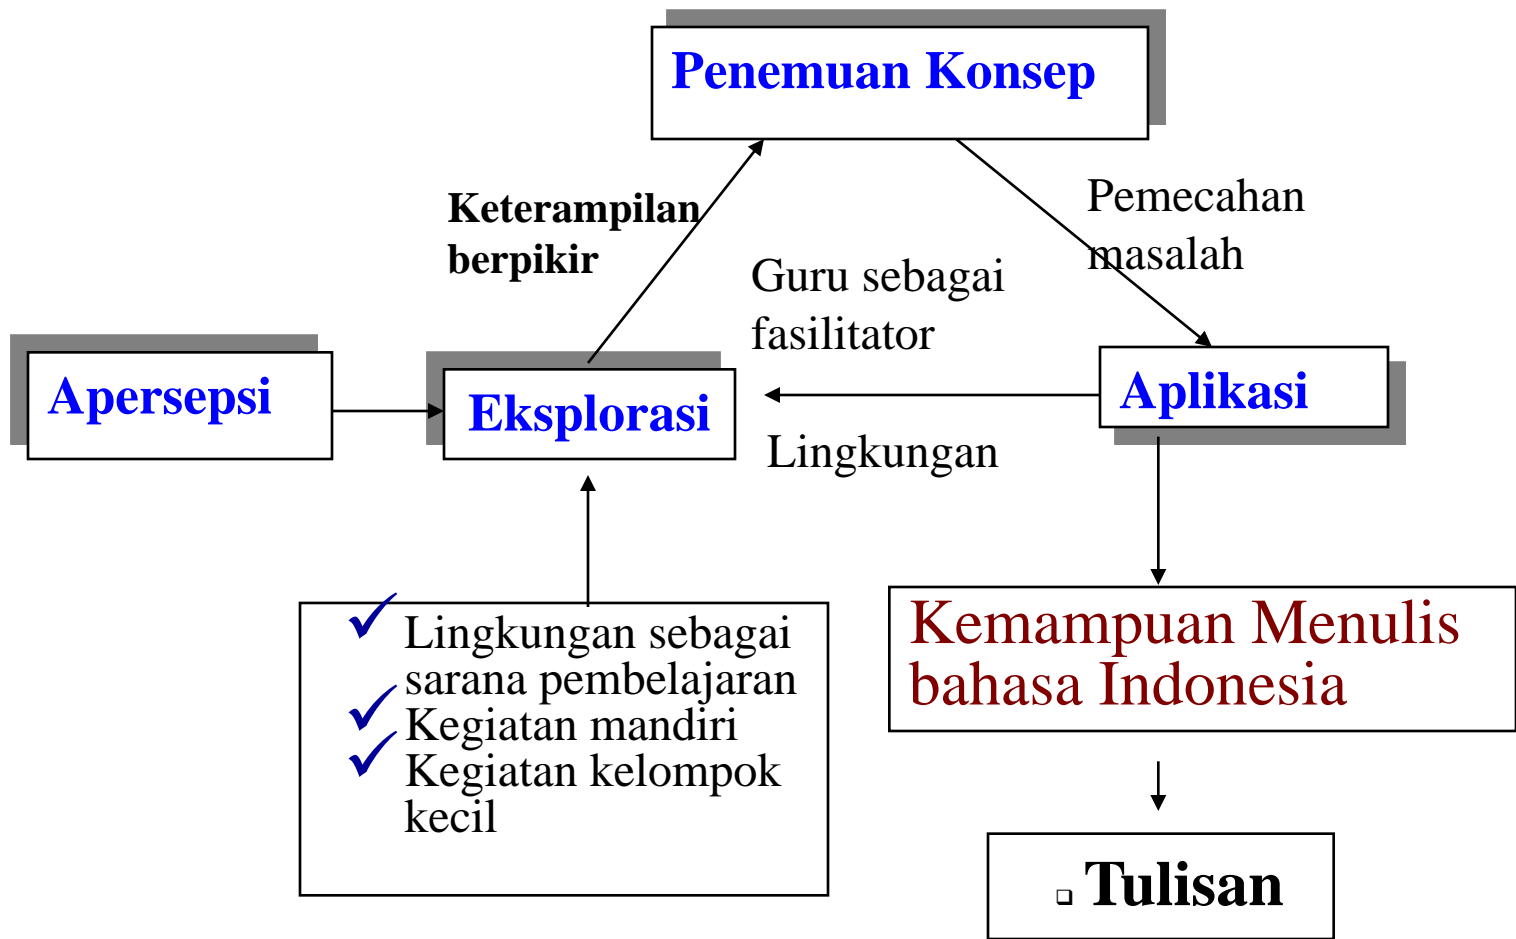 Penemuan Konsep
Keterampilan
berpikir
Pemecahan
masalah
Guru sebagai
fasilitator
Apersepsi
Eksplorasi
Aplikasi
Lingkungan
Lingkungan sebagai
sarana pembelajaran
Kegiatan mandiri
Kegiatan kelompok
kecil
Kemampuan Menulis
bahasa Indonesia
Tulisan